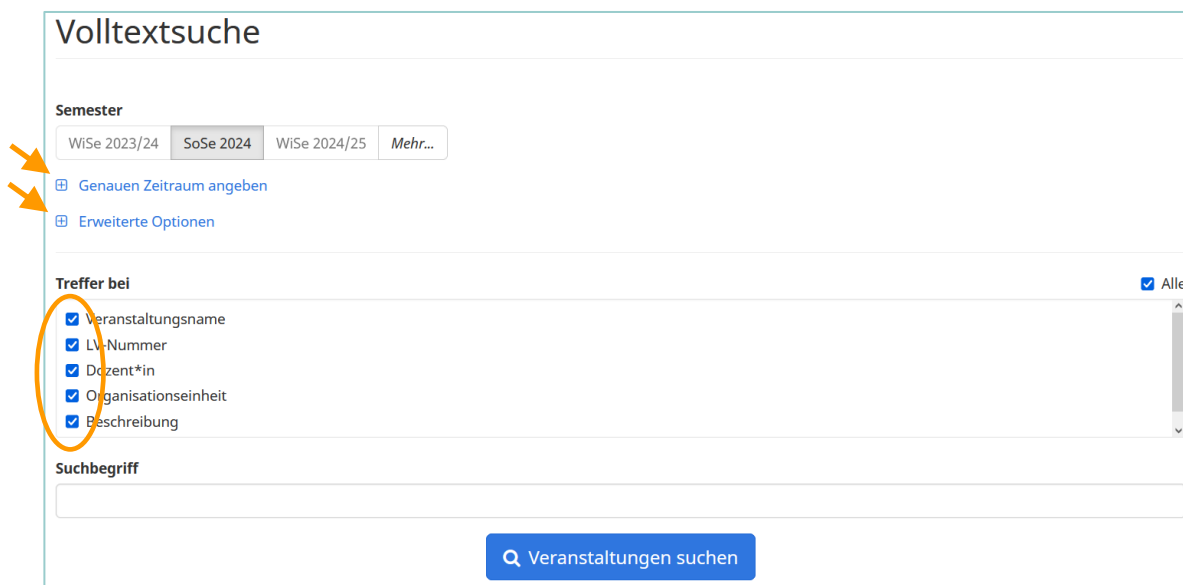 Volltextsuche
Semester
WiSe 2023/24 SoSe 2024 WiSe 2024/25 Mehr...
Genauen Zeitraum angeben
Erweiterte Optionen
Treffer bei Alle
Veranstaltungsname
LV-Nummer
Dozent*in
Organisationseinheit
Beschreibung
Suchbegriff
Veranstaltungen suchen